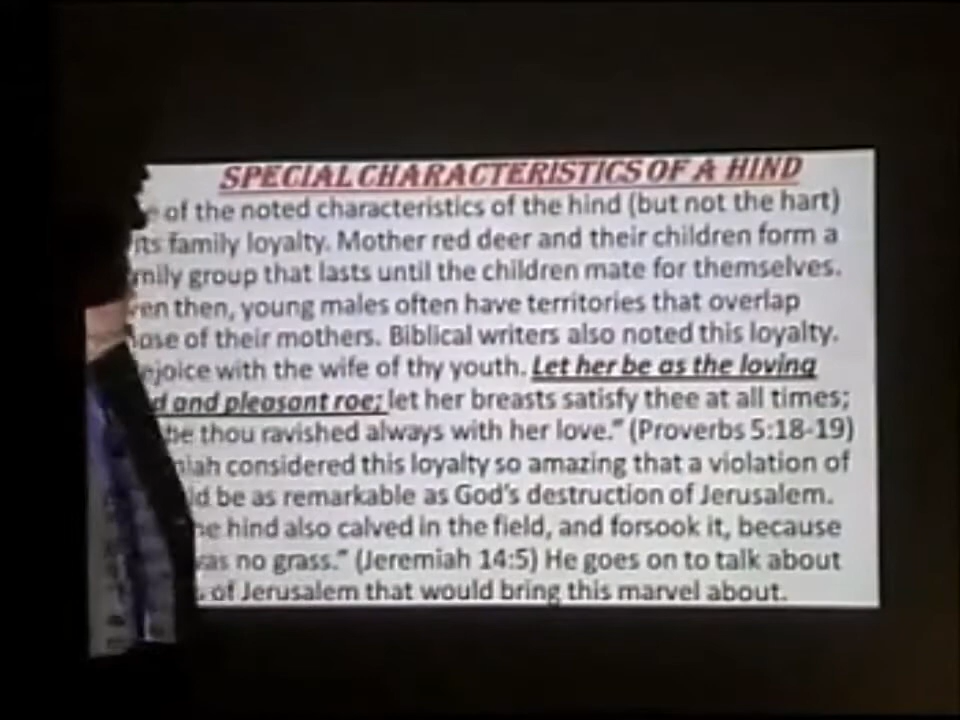 SPECIAL CHARACTERISTICS OF A HIND
of the noted characteristics of the hind (but not the hart)
its family loyalty. Mother red deer and their children form a
group that lasts until the children mate for themselves.
then, young males often have territories that overlap
of their mothers. Biblical writers also noted this loyalty.
with the wife of thy youth. Let her be as the loving
and pleasant roe; let her breasts satisfy thee at all times;
be thou ravished always with her love." (Proverbs 5:18-19)
considered this loyalty so amazing that a violation of
be as remarkable as God's destruction of Jerusalem.
hind also calved in the field, and forsook it, because
no grass." (Jeremiah 14:5) He goes on to talk about
of Jerusalem that would bring this marvel about.